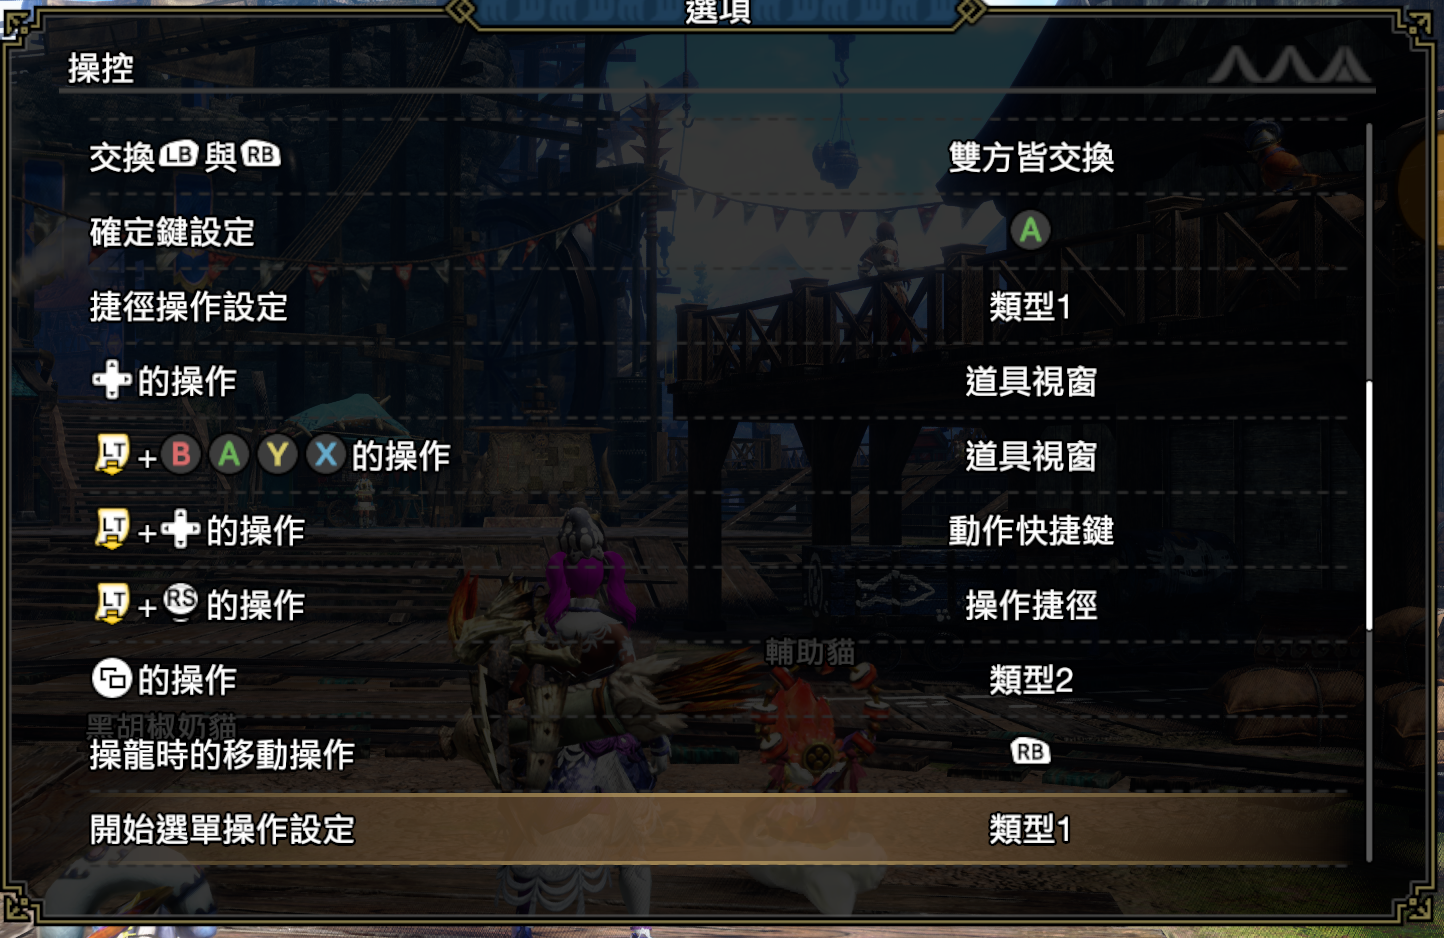 選項
操控
交換LB與RB 雙方皆交換
確定鍵設定 A
捷徑操作設定 類型1
的操作 道具視窗
LT+BAYX的操作 道具視窗
LT+的操作 動作快捷鍵
LT+RS的操作 操作捷徑
輔助貓
的操作 類型2
黑胡椒奶貓
操龍時的移動操作 RB
開始選單操作設定 類型1